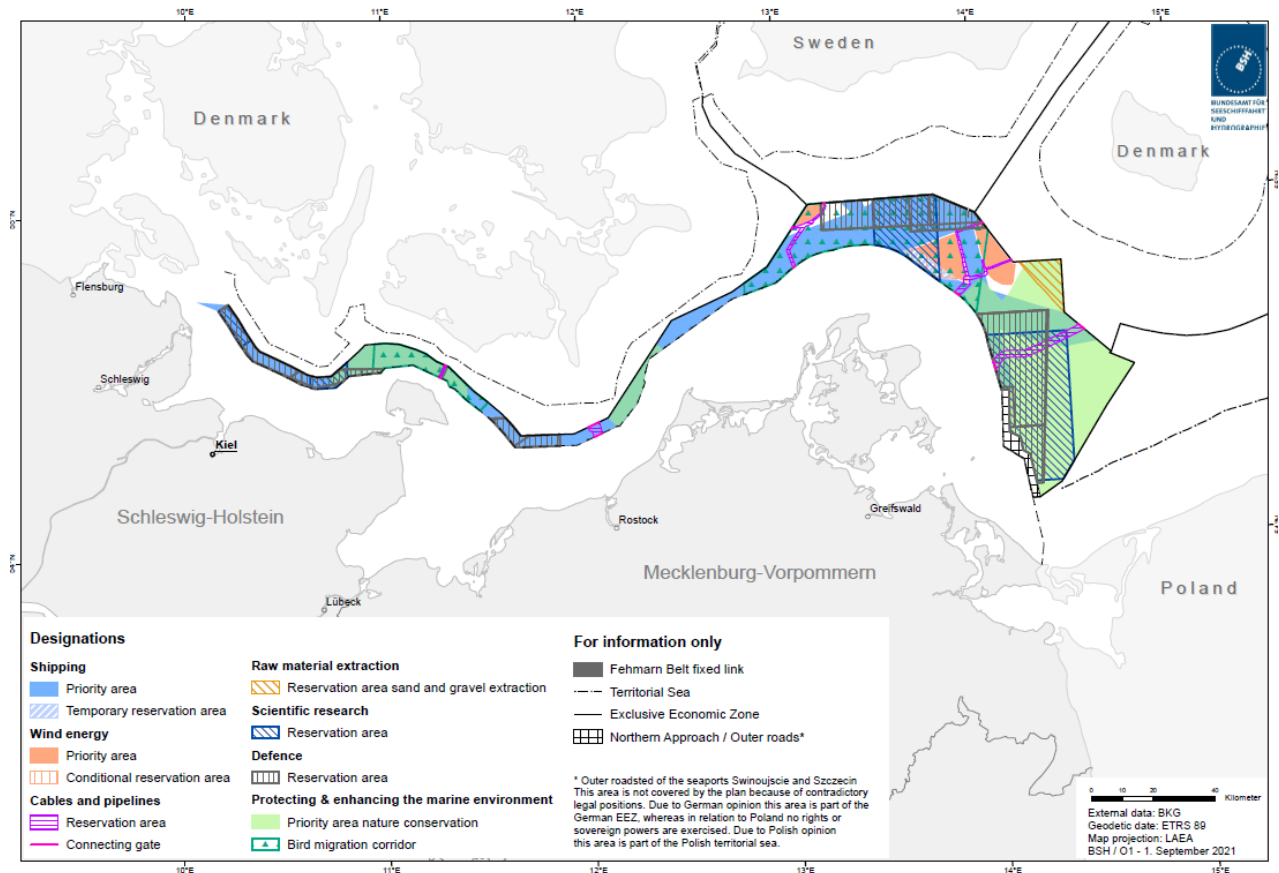 10°E 11°E 12°E 13°E 14°E 15°E
Sweden
BSH
BUNDESAMT FÜR
SEESCHIFFFAHRT
UND
HYDROGRAPHIE
Denmark
Denmark
Flensburg
Schleswig
Kiel
Schleswig-Holstein
Rostock
Greifswald
Mecklenburg-Vorpommern
Poland
Lübeck
54°N
Designations
Shipping
Priority area
Temporary reservation area
Wind energy
Priority area
Conditional reservation area
Cables and pipelines
Reservation area
Connecting gate
Raw material extraction
Reservation area sand and gravel extraction
Scientific research
Reservation area
Defence
Reservation area
Protecting & enhancing the marine environment
Priority area nature conservation
Bird migration corridor
For information only
Fehmarn Belt fixed link
Territorial Sea
Exclusive Economic Zone
Northern Approach / Outer roads*
* Outer roadsted of the seaports Swinoujscie and Szczecin
This area is not covered by the plan because of contradictory
legal positions. Due to German opinion this area is part of the
German EEZ, whereas in relation to Poland no rights or
sovereign powers are exercised. Due to Polish opinion
this area is part of the Polish territorial sea.
0 10 20 40 Kilometer
External data: BKG
Geodetic date: ETRS 89
Map projection: LAEA
BSH / O1 - 1. September 2021
10°E 11°E 12°E 13°E 14°E 15°E